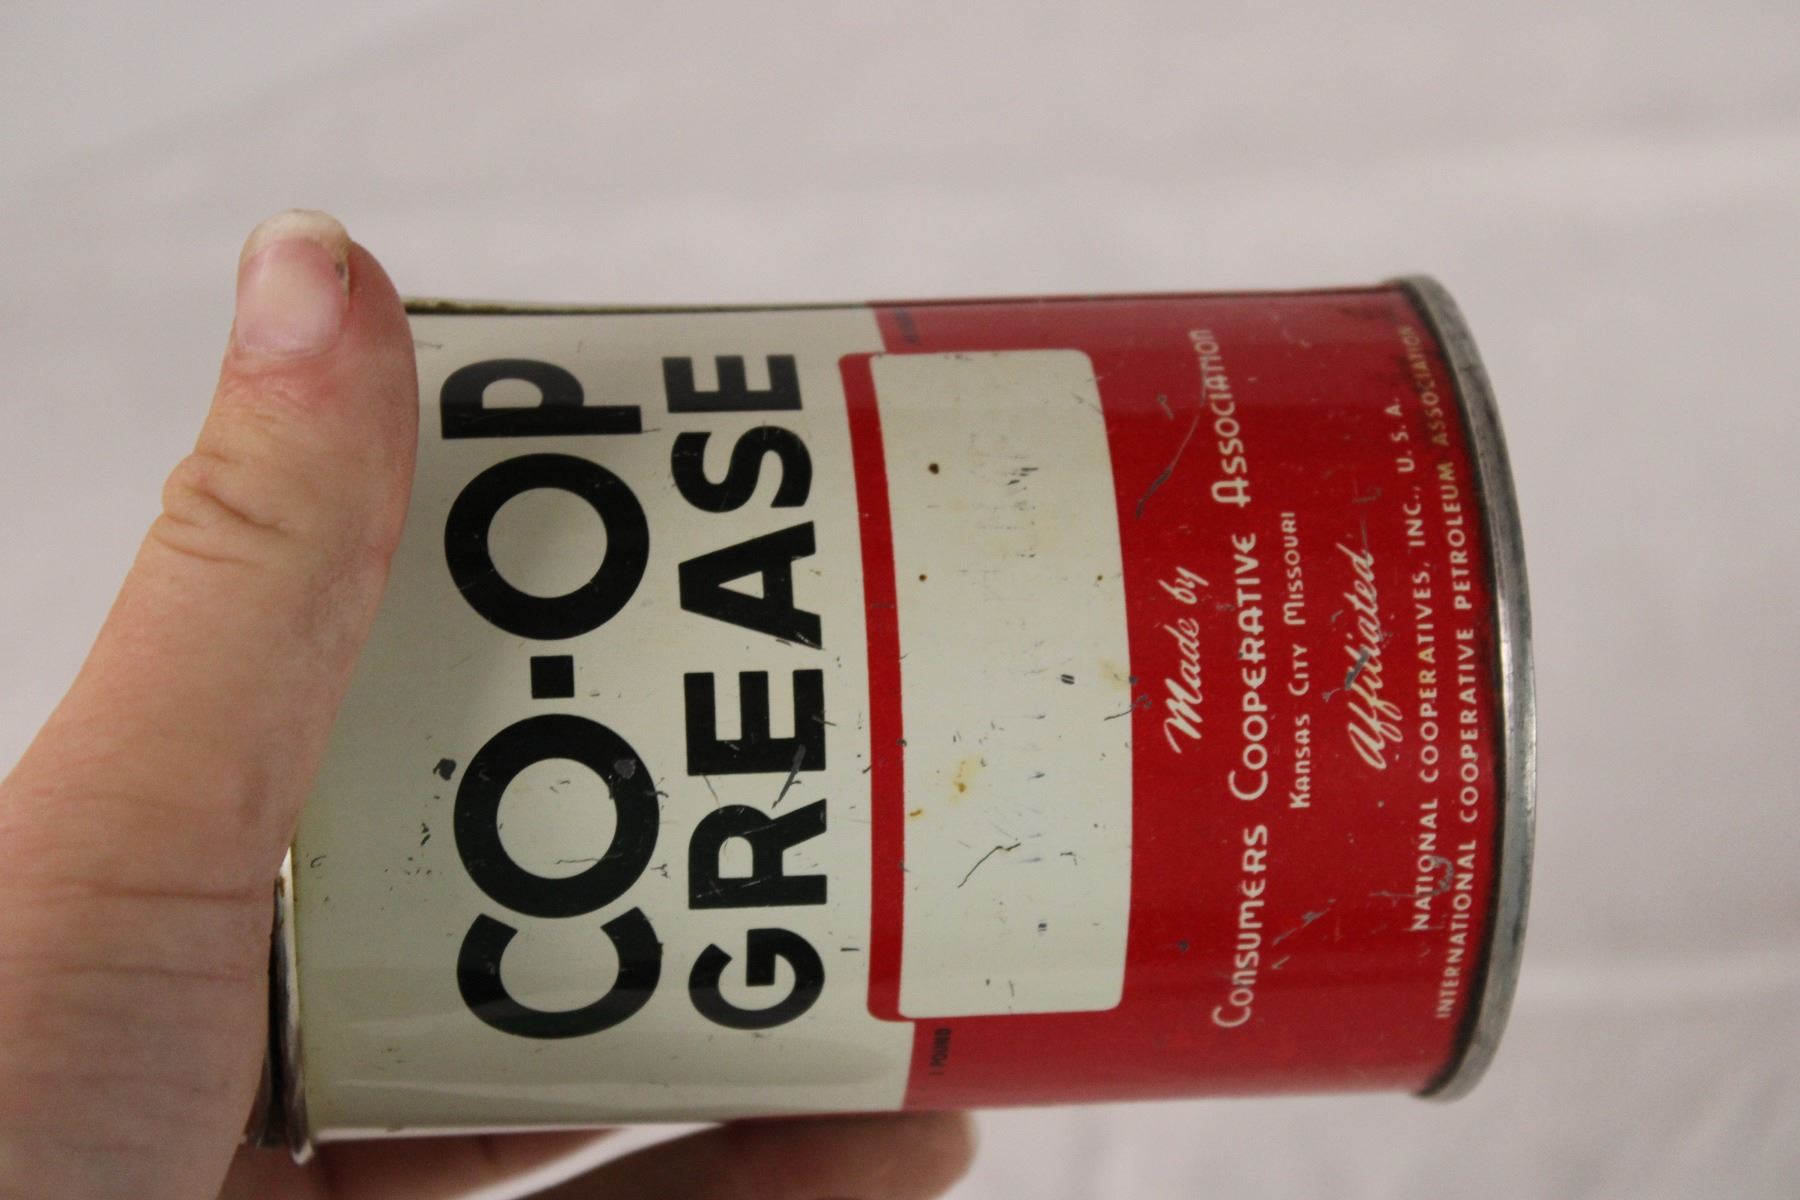 CO-OP
GREASE
1 POUND
Made by
Consumers Cooperative Association
Kansas City Missouri
Affiliated
NATIONAL COOPERATIVES, INC., U. S. A.
INTERNATIONAL COOPERATIVE PETROLEUM ASSOCIATION